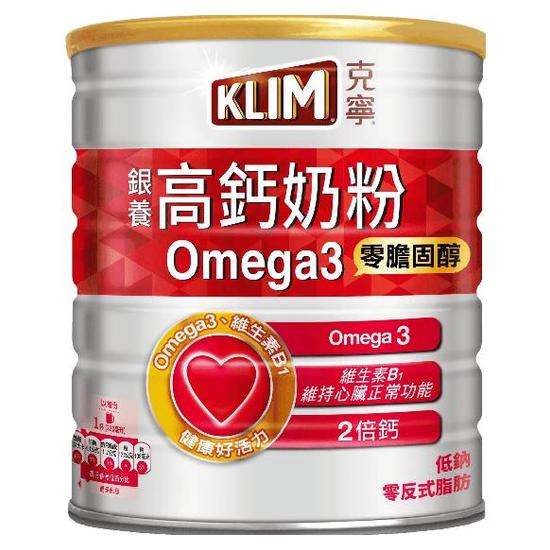 KLIM
克寧
銀養
高鈣奶粉
Omega3
零膽固醇
Omega3、維生素B1
健康好活力
Omega 3
維生素B1
維持心臟正常功能
2倍鈣
低鈉
零反式脂肪